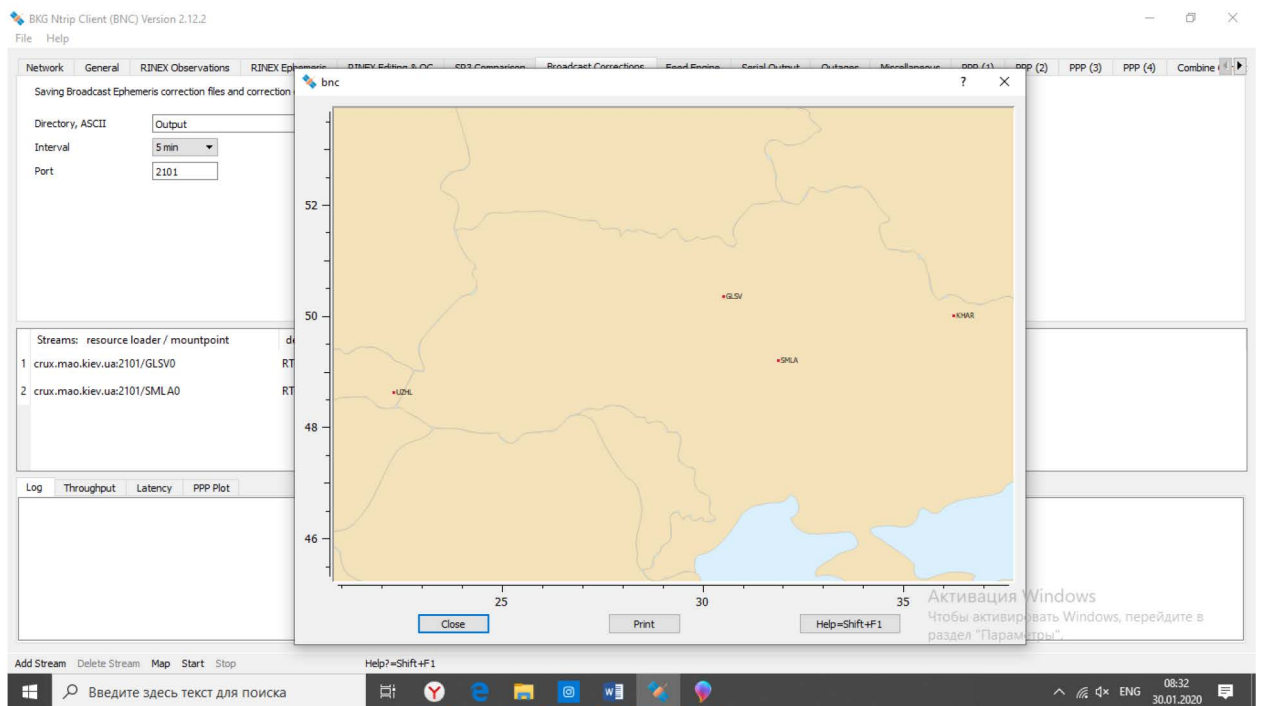 BKG Ntrip Client (BNC) Version 2.12.2
File Help
Network General RINEX Observations RINEX Ephemeris RINEX Editing & QC SP3 Comparison Broadcast Corrections Feed Engine Serial Output Outages Miscellaneous PPP (1) PPP (2) PPP (3) PPP (4) Combine
Saving Broadcast Ephemeris correction files and correction
Directory, ASCII Output
Interval 5 min
Port 2101
bnc
?
52
50
48
46
GLSV
KHAR
SMLA
UZHL
25 30 35
Close Print Help=Shift+F1
Streams: resource loader / mountpoint de
1 crux.mao.kiev.ua:2101/GLSV0 RT
2 crux.mao.kiev.ua:2101/SMLA0 RT
Log Throughput Latency PPP Plot
Активация Windows
Чтобы активировать Windows, перейдите в
раздел "Параметры".
Add Stream Delete Stream Map Start Stop Help?=Shift+F1
Введите здесь текст для поиска
ENG
08:32
30.01.2020